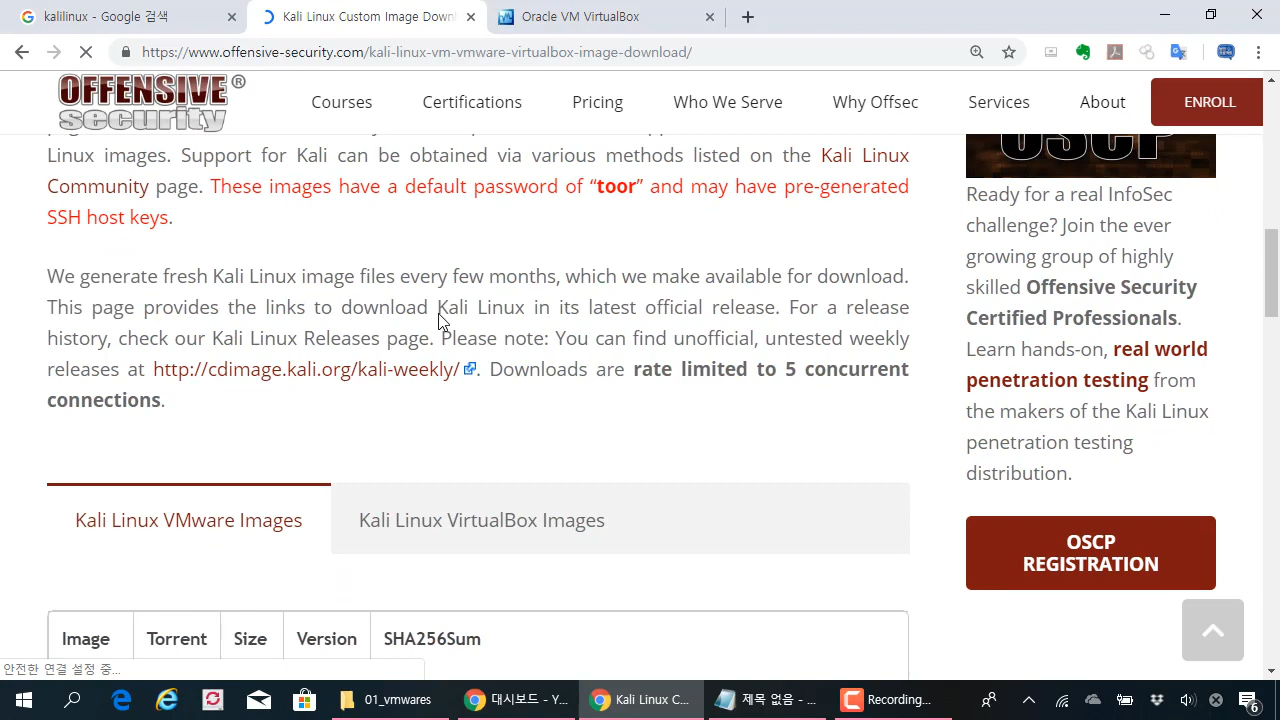 kalilinux - Google 검색
Kali Linux Custom Image Down
Oracle VM VirtualBox
https://www.offensive-security.com/kali-linux-vm-vmware-virtualbox-image-download/
OFFENSIVE®
security
Courses
Certifications
Pricing
Who We Serve
Why Offsec
Services
About
ENROLL
Linux images. Support for Kali can be obtained via various methods listed on the Kali Linux
Community page. These images have a default password of “toor” and may have pre-generated
SSH host keys.
We generate fresh Kali Linux image files every few months, which we make available for download.
This page provides the links to download Kali Linux in its latest official release. For a release
history, check our Kali Linux Releases page. Please note: You can find unofficial, untested weekly
releases at http://cdimage.kali.org/kali-weekly/. Downloads are rate limited to 5 concurrent
connections.
Kali Linux VMware Images
Kali Linux VirtualBox Images
Image
Torrent
Size
Version
SHA256Sum
OSCP
Ready for a real InfoSec
challenge? Join the ever
growing group of highly
skilled Offensive Security
Certified Professionals.
Learn hands-on, real world
penetration testing from
the makers of the Kali Linux
penetration testing
distribution.
OSCP
REGISTRATION
안전한 연결 설정 중...
01_vmwares
대시보드 - Y...
Kali Linux C...
제목 없음 - ...
Recording...
6